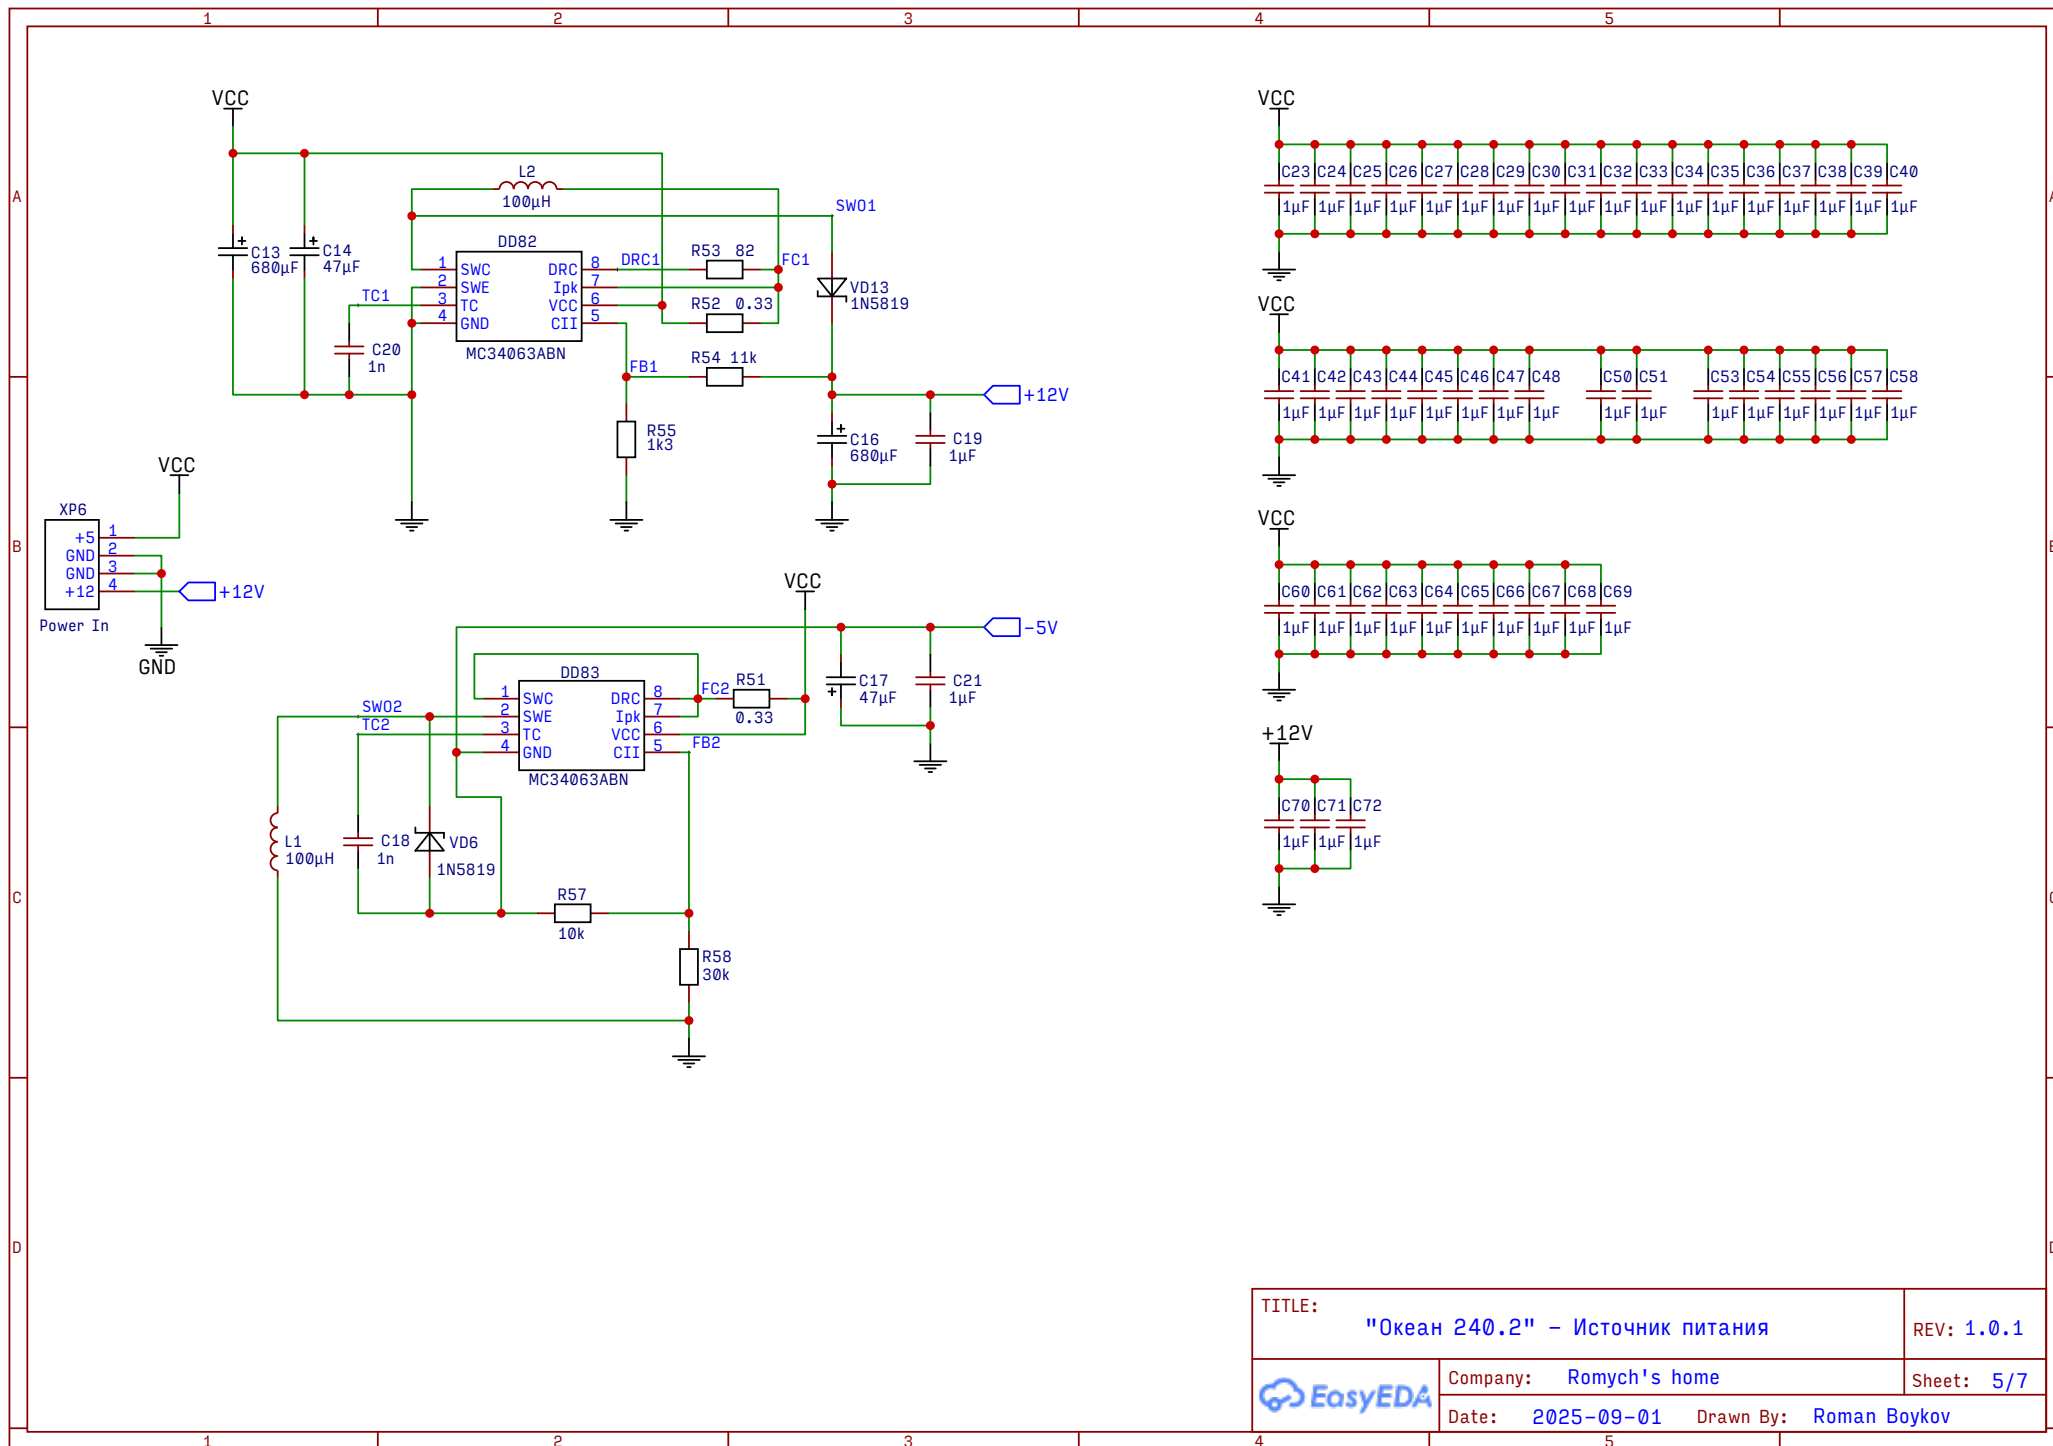 1 2 3 4 5
A
B
C
D
VCC
C13
680µF
C14
47µF
L2
100µH
SWO1
DD82
1 SWC
2 SWE
3 TC
4 GND
DRC 8
Ipk 7
VCC 6
CII 5
MC34063ABN
TC1
C20
1n
DRC1
R53 82
FC1
R52 0.33
VD13
1N5819
FB1
R54 11k
R55
1k3
+12V
C16
680µF
C19
1µF
VCC
XP6
+5 1
GND 2
GND 3
+12 4
+12V
Power In
GND
VCC
-5V
DD83
1 SWC
2 SWE
3 TC
4 GND
DRC 8
Ipk 7
VCC 6
CII 5
MC34063ABN
FC2
R51
0.33
FB2
C17
47µF
C21
1µF
SWO2
TC2
L1
100µH
C18
1n
VD6
1N5819
R57
10k
R58
30k
VCC
C23 C24 C25 C26 C27 C28 C29 C30 C31 C32 C33 C34 C35 C36 C37 C38 C39 C40
1µF 1µF 1µF 1µF 1µF 1µF 1µF 1µF 1µF 1µF 1µF 1µF 1µF 1µF 1µF 1µF 1µF 1µF
VCC
C41 C42 C43 C44 C45 C46 C47 C48 C50 C51 C53 C54 C55 C56 C57 C58
1µF 1µF 1µF 1µF 1µF 1µF 1µF 1µF 1µF 1µF 1µF 1µF 1µF 1µF 1µF 1µF
VCC
C60 C61 C62 C63 C64 C65 C66 C67 C68 C69
1µF 1µF 1µF 1µF 1µF 1µF 1µF 1µF 1µF 1µF
+12V
C70 C71 C72
1µF 1µF 1µF
TITLE:
"Океан 240.2" – Источник питания
REV: 1.0.1
EasyEDA
Company: Romych's home
Sheet: 5/7
Date: 2025-09-01 Drawn By: Roman Boykov
1 2 3 4 5